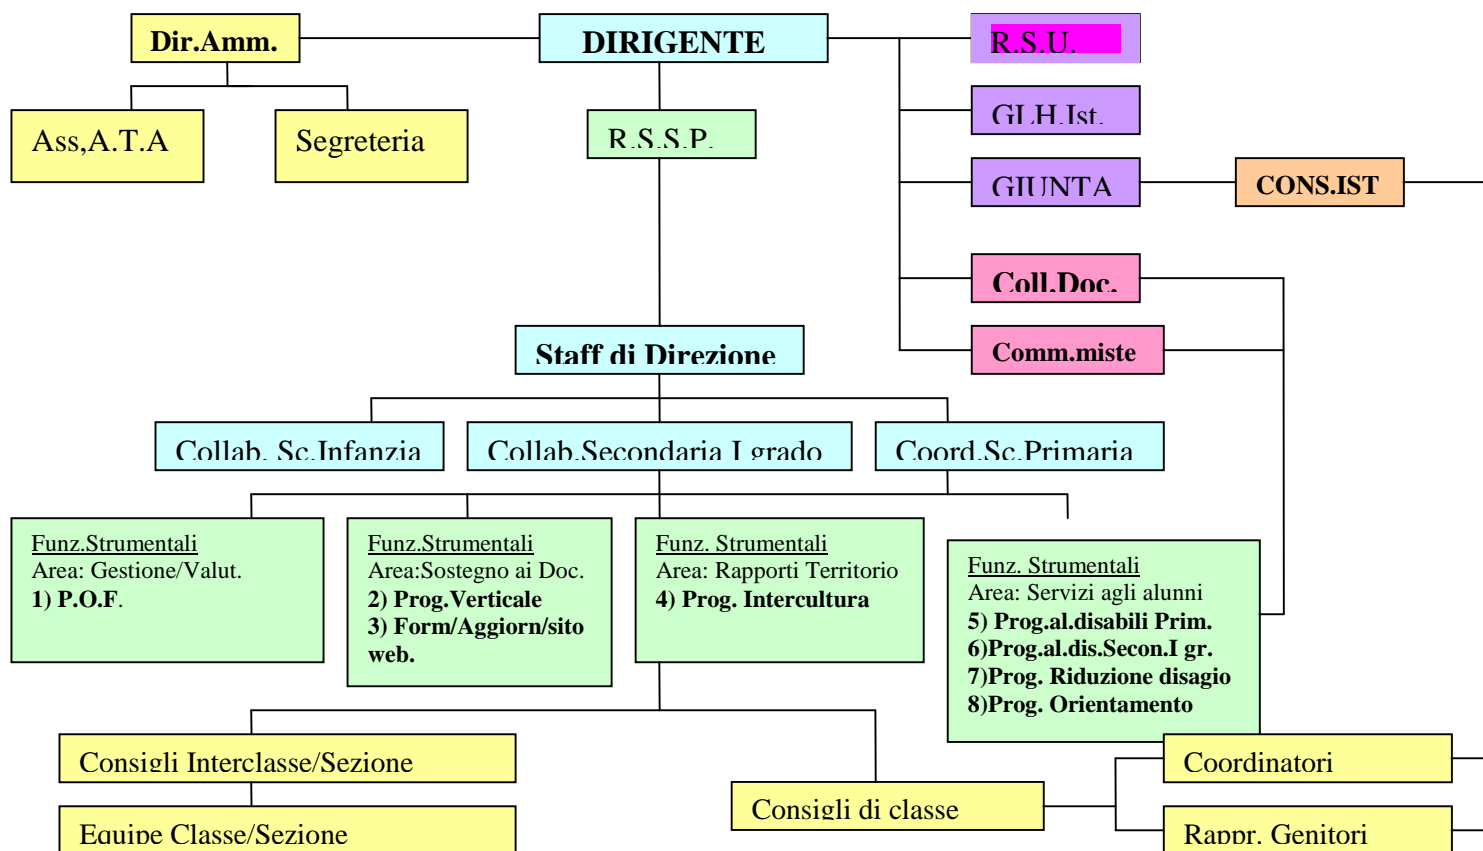 Dir.Amm.
DIRIGENTE
R.S.U.
Ass,A.T.A
Segreteria
R.S.S.P.
GLH.Ist.
GIUNTA
CONS.IST
Coll.Doc.
Staff di Direzione
Comm.miste
Collab. Sc.Infanzia
Collab.Secondaria I grado
Coord.Sc.Primaria
Funz.Strumentali
Area: Gestione/Valut.
1) P.O.F.
Funz.Strumentali
Area:Sostegno ai Doc.
2) Prog.Verticale
3) Form/Aggiorn/sito
web.
Funz. Strumentali
Area: Rapporti Territorio
4) Prog. Intercultura
Funz. Strumentali
Area: Servizi agli alunni
5) Prog.al.disabili Prim.
6)Prog.al.dis.Secon.I gr.
7)Prog. Riduzione disagio
8)Prog. Orientamento
Consigli Interclasse/Sezione
Equipe Classe/Sezione
Consigli di classe
Coordinatori
Rappr. Genitori